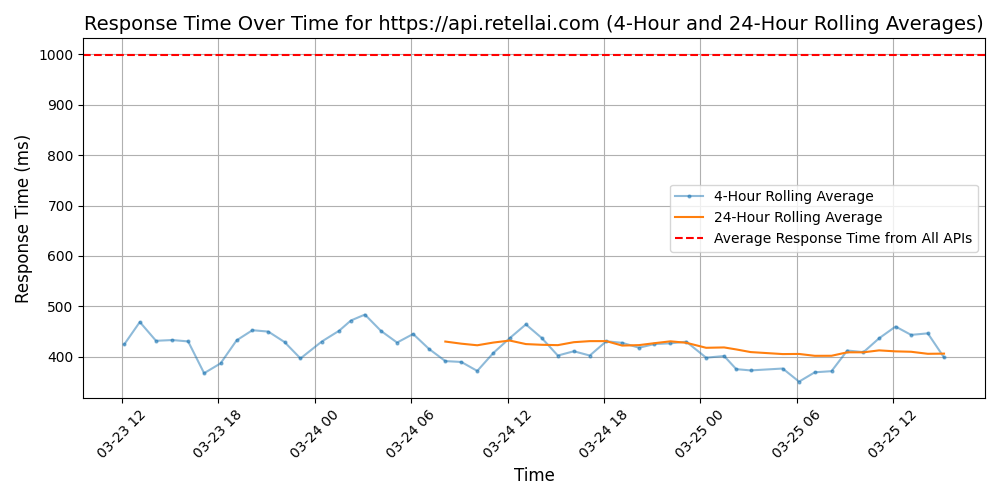 Response Time Over Time for https://api.retellai.com (4-Hour and 24-Hour Rolling Averages)
Response Time (ms)
1000
900
800
700
600
500
400
4-Hour Rolling Average
24-Hour Rolling Average
Average Response Time from All APIs
03-23 12
03-23 18
03-24 00
03-24 06
03-24 12
03-24 18
03-25 00
03-25 06
03-25 12
Time